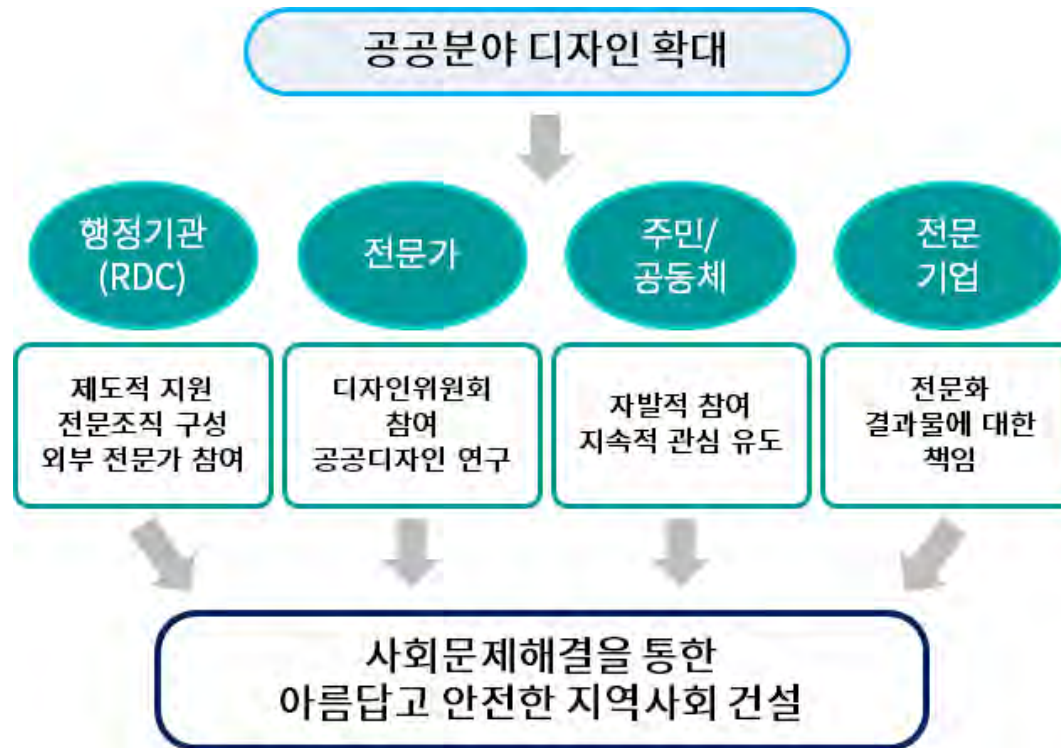 공공분야 디자인 확대
행정기관
(RDC)
전문가
주민/
공동체
전문
기업
제도적 지원
전문조직 구성
외부 전문가 참여
디자인위원회
참여
공공디자인 연구
자발적 참여
지속적 관심 유도
전문화
결과물에 대한
책임
사회문제해결을 통한
아름답고 안전한 지역사회 건설